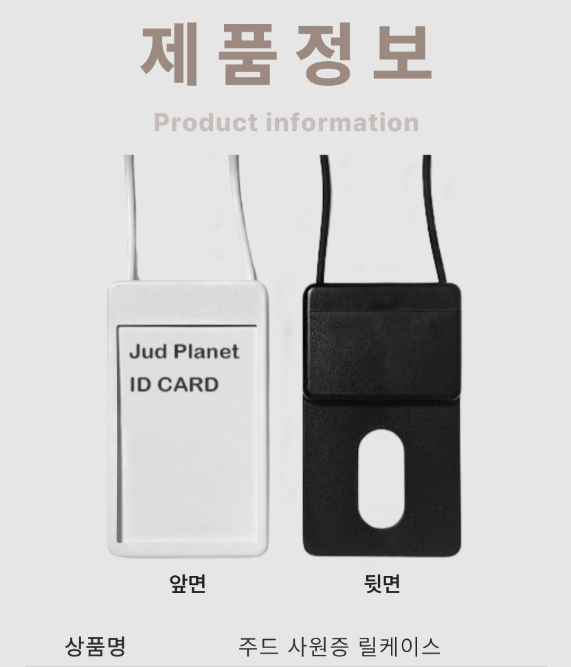 제품정보
Product information
Jud Planet
ID CARD
앞면
뒷면
상품명 주드 사원증 릴케이스